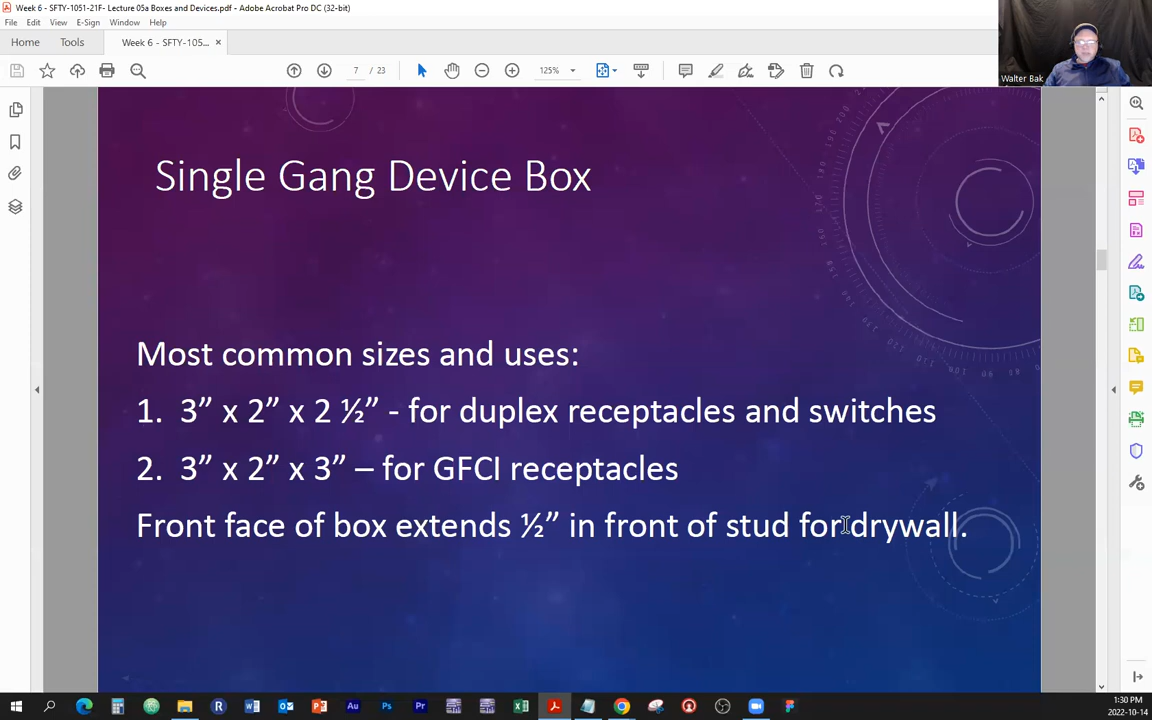 Week 6 - SFTY-1051-21F- Lecture 05a Boxes and Devices.pdf - Adobe Acrobat Pro DC (32-bit)
File Edit View E-Sign Window Help
Home Tools Week 6 - SFTY-105... ×
7 / 23 125%
Walter Bak
Single Gang Device Box
Most common sizes and uses:
1. 3” x 2” x 2 ½” - for duplex receptacles and switches
2. 3” x 2” x 3” – for GFCI receptacles
Front face of box extends ½” in front of stud for drywall.
1:30 PM
2022-10-14